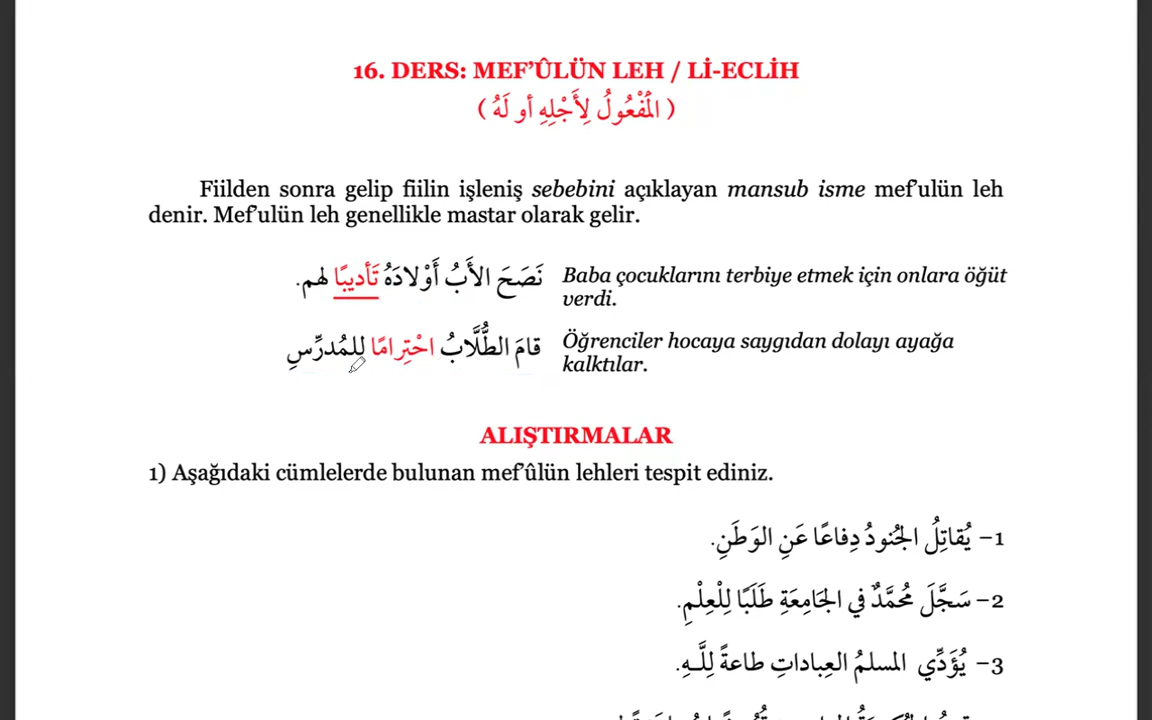 16. DERS: MEF’ÛLÜN LEH / Lİ-ECLİH
( المَفْعُولُ لِأَجْلِهِ أو لَهُ )
Fiilden sonra gelip fiilin işleniş sebebini açıklayan mansub isme mef’ulün leh
denir. Mef’ulün leh genellikle mastar olarak gelir.
نَصَحَ الأَبُ أَوْلادَهُ تَأديبًا لهم.
Baba çocuklarını terbiye etmek için onlara öğüt
verdi.
قامَ الطُّلَّابُ احْتِرامًا لِلمُدرِّسِ
Öğrenciler hocaya saygıdan dolayı ayağa
kalktılar.
ALIŞTIRMALAR
1) Aşağıdaki cümlelerde bulunan mef’ûlün lehleri tespit ediniz.
1– يُقاتِلُ الجُنودُ دِفاعًا عَنِ الوَطَنِ.
2– سَجَّلَ مُحَمَّدٌ في الجَامِعَةِ طَلَبًا لِلْعِلْمِ.
3– يُؤَدِّي المسلمُ العِباداتِ طاعةً لِلَّـهِ.